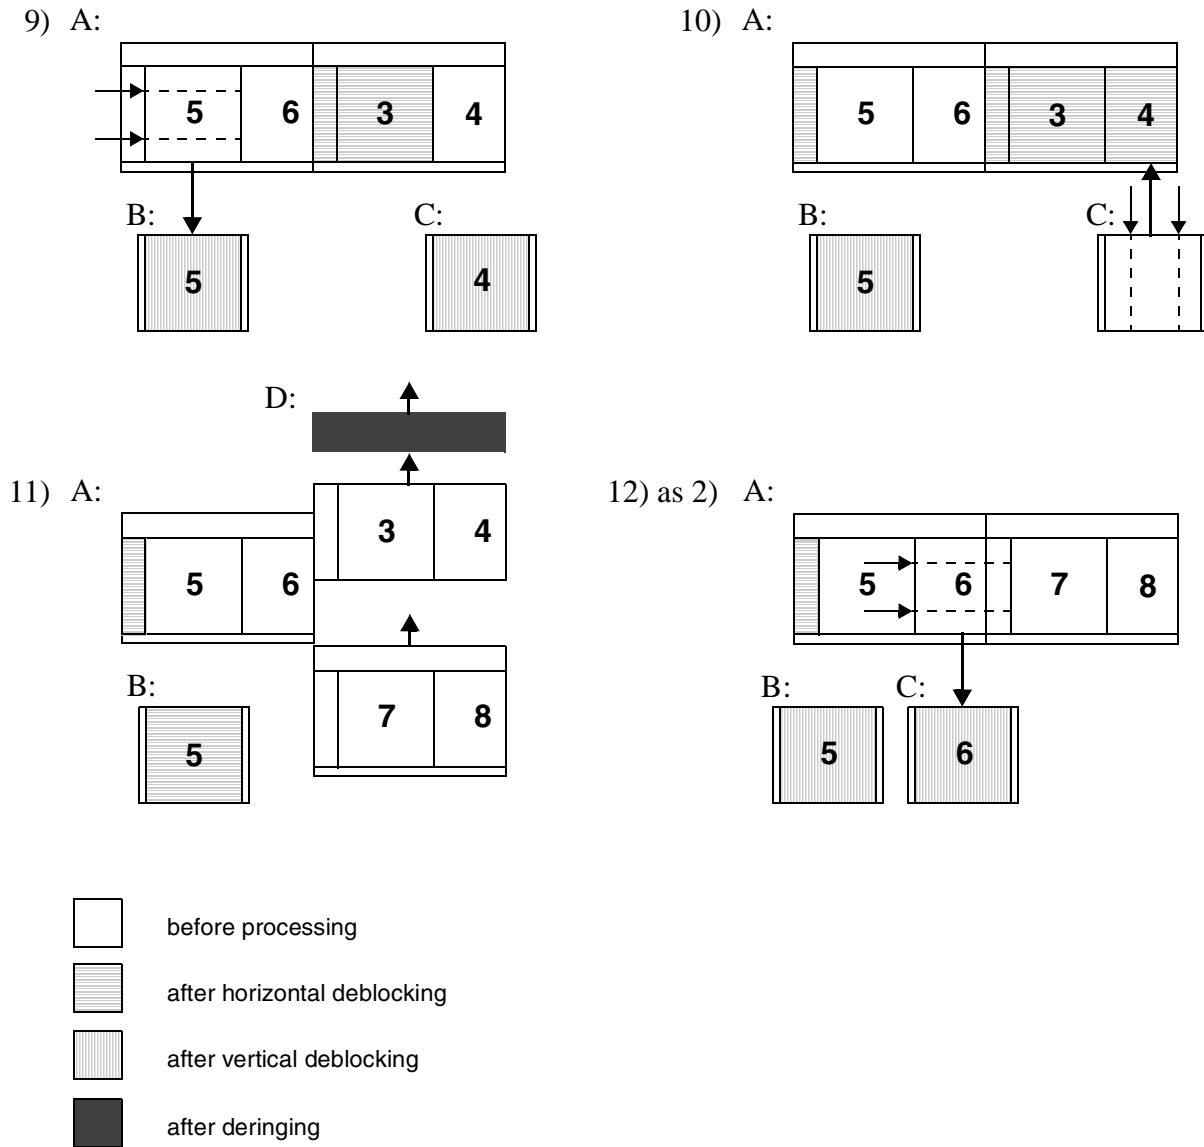 9) A:
5 6 3 4
B: C:
5 4
10) A:
5 6 3 4
B: C:
5
D:
11) A:
3 4
5 6
B:
7 8
5
12) as 2) A:
5 6 7 8
B: C:
5 6
before processing
after horizontal deblocking
after vertical deblocking
after deringing